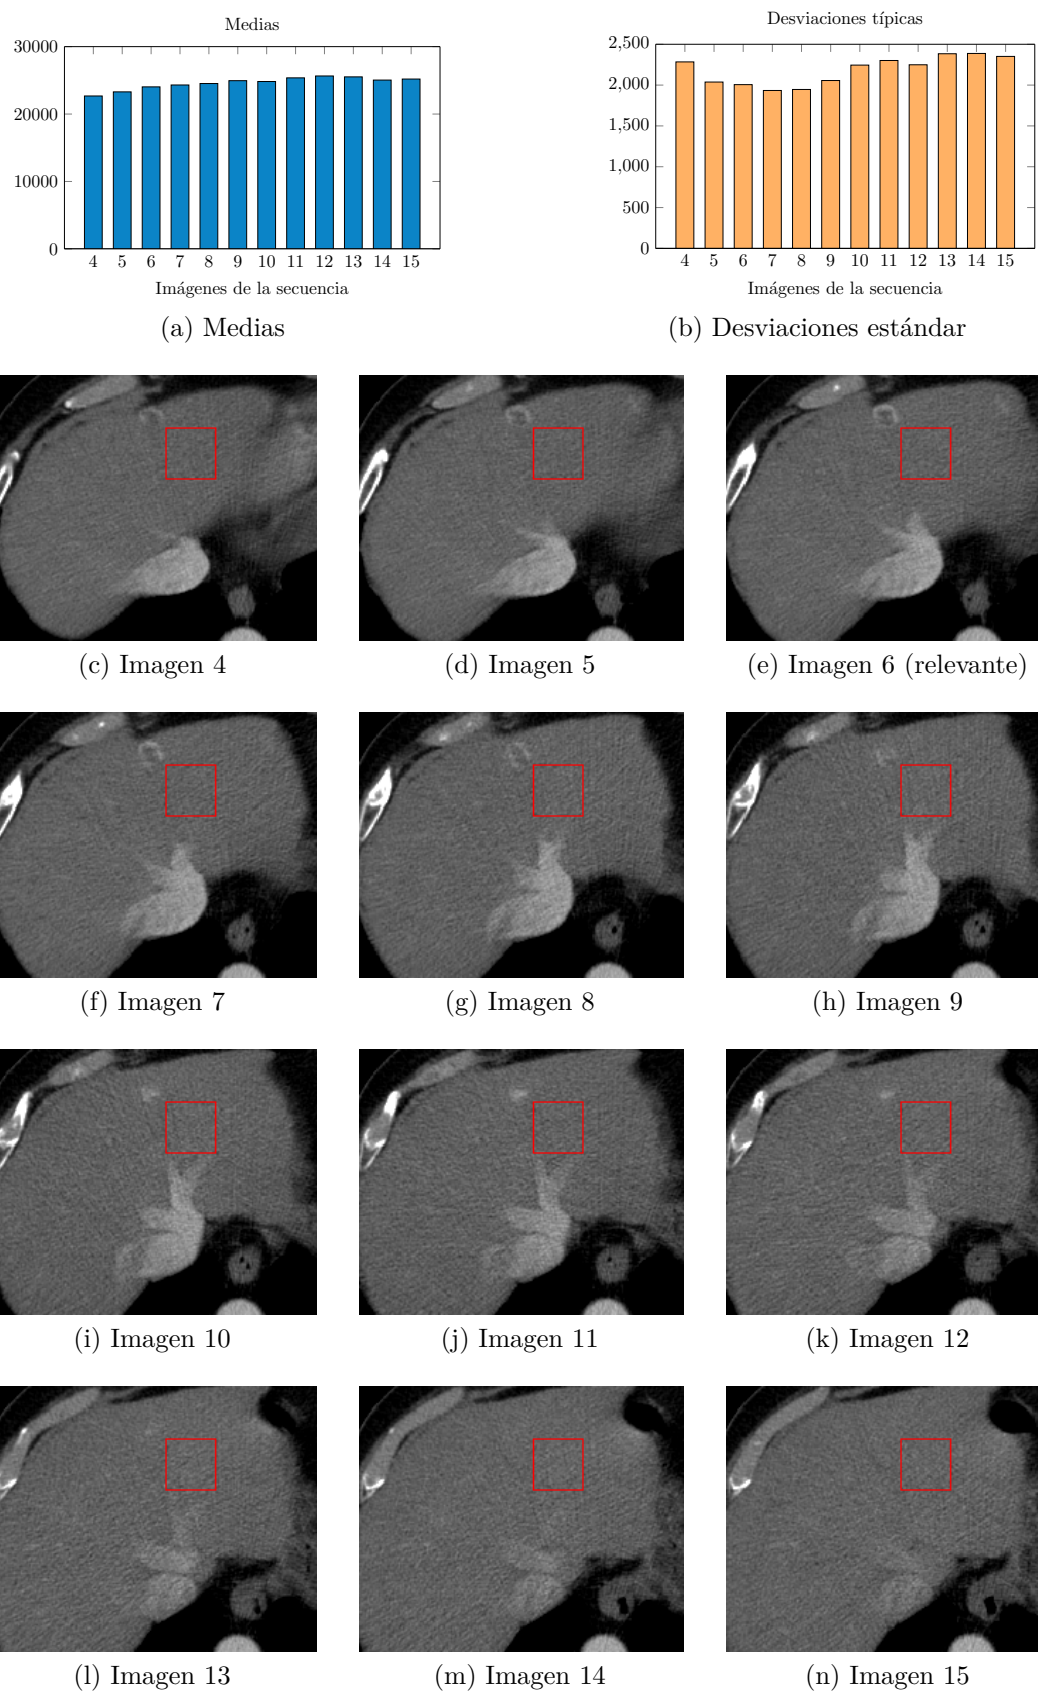 Medias
30000
20000
10000
0
4 5 6 7 8 9 10 11 12 13 14 15
Imágenes de la secuencia
(a) Medias
Desviaciones típicas
2,500
2,000
1,500
1,000
500
0
4 5 6 7 8 9 10 11 12 13 14 15
Imágenes de la secuencia
(b) Desviaciones estándar
(c) Imagen 4
(d) Imagen 5
(e) Imagen 6 (relevante)
(f) Imagen 7
(g) Imagen 8
(h) Imagen 9
(i) Imagen 10
(j) Imagen 11
(k) Imagen 12
(l) Imagen 13
(m) Imagen 14
(n) Imagen 15